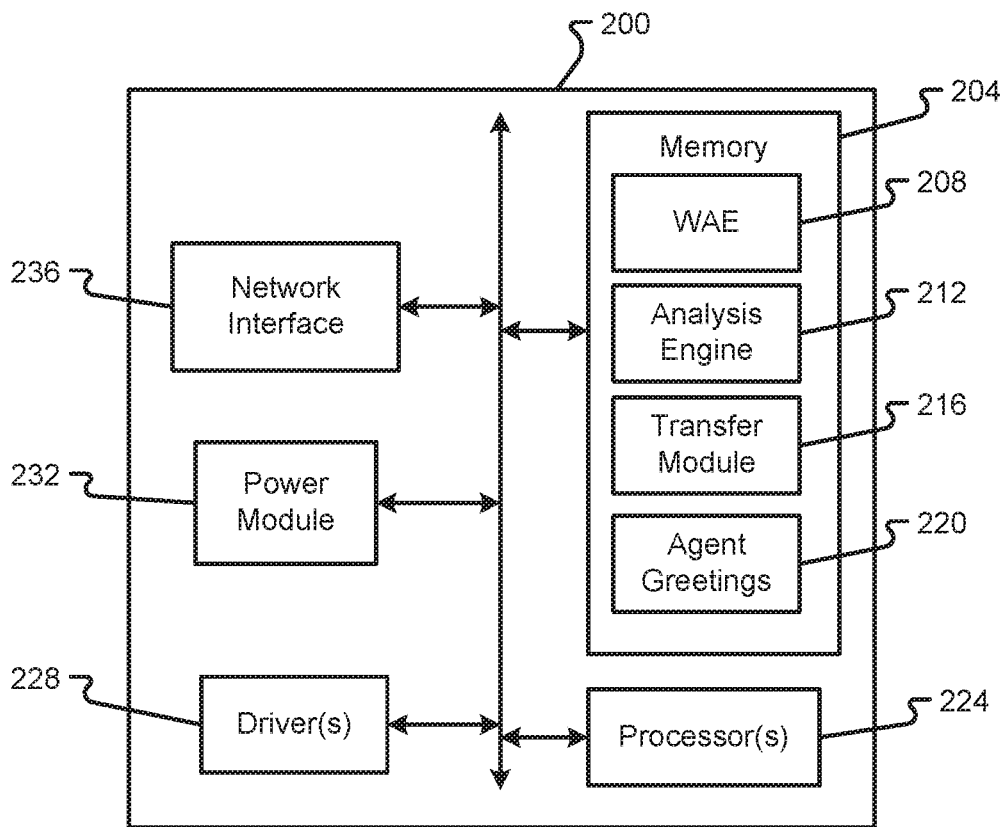 200
204
Memory
208
WAE
236
Network
Interface
212
Analysis
Engine
216
Transfer
Module
232
Power
Module
220
Agent
Greetings
228
Driver(s)
224
Processor(s)